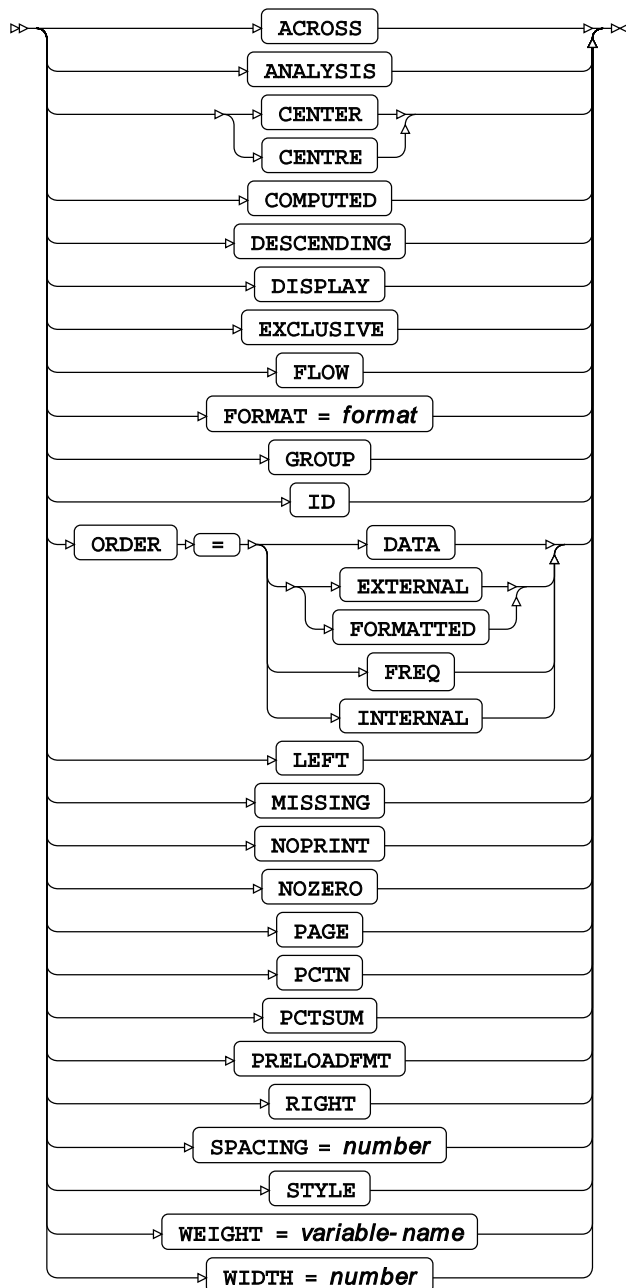 ACROSS
ANALYSIS
CENTER
CENTRE
COMPUTED
DESCENDING
DISPLAY
EXCLUSIVE
FLOW
FORMAT = format
GROUP
ID
ORDER = DATA
EXTERNAL
FORMATTED
FREQ
INTERNAL
LEFT
MISSING
NOPRINT
NOZERO
PAGE
PCTN
PCTSUM
PRELOADFMT
RIGHT
SPACING = number
STYLE
WEIGHT = variable-name
WIDTH = number